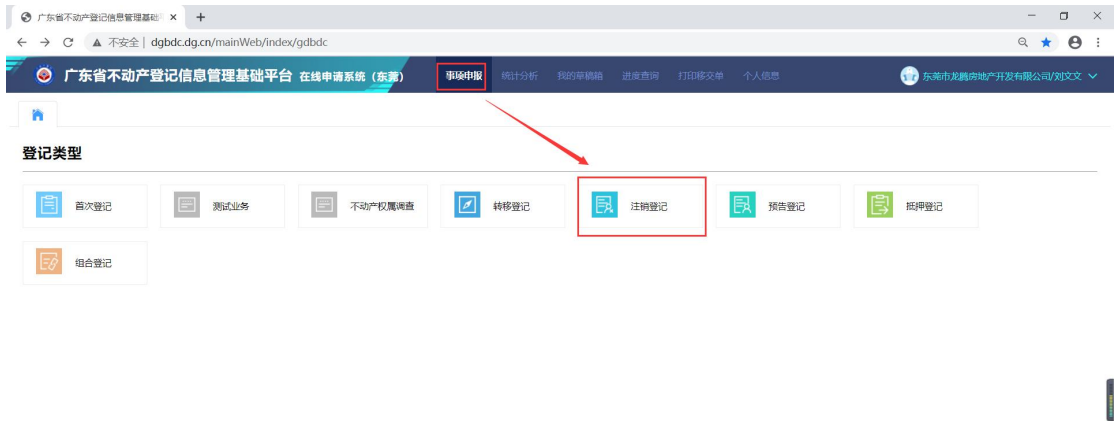 广东省不动产登记信息管理基础
不安全 | dgbdc.dg.cn/mainWeb/index/gdbdc
广东省不动产登记信息管理基础平台 在线申请系统（东莞） 事项申报 统计分析 我的草稿箱 进度查询 打印移交单 个人信息 东莞市龙腾房地产开发有限公司/刘文文
登记类型
首次登记 测试业务 不动产权属调查 转移登记 注销登记 预告登记 抵押登记
组合登记